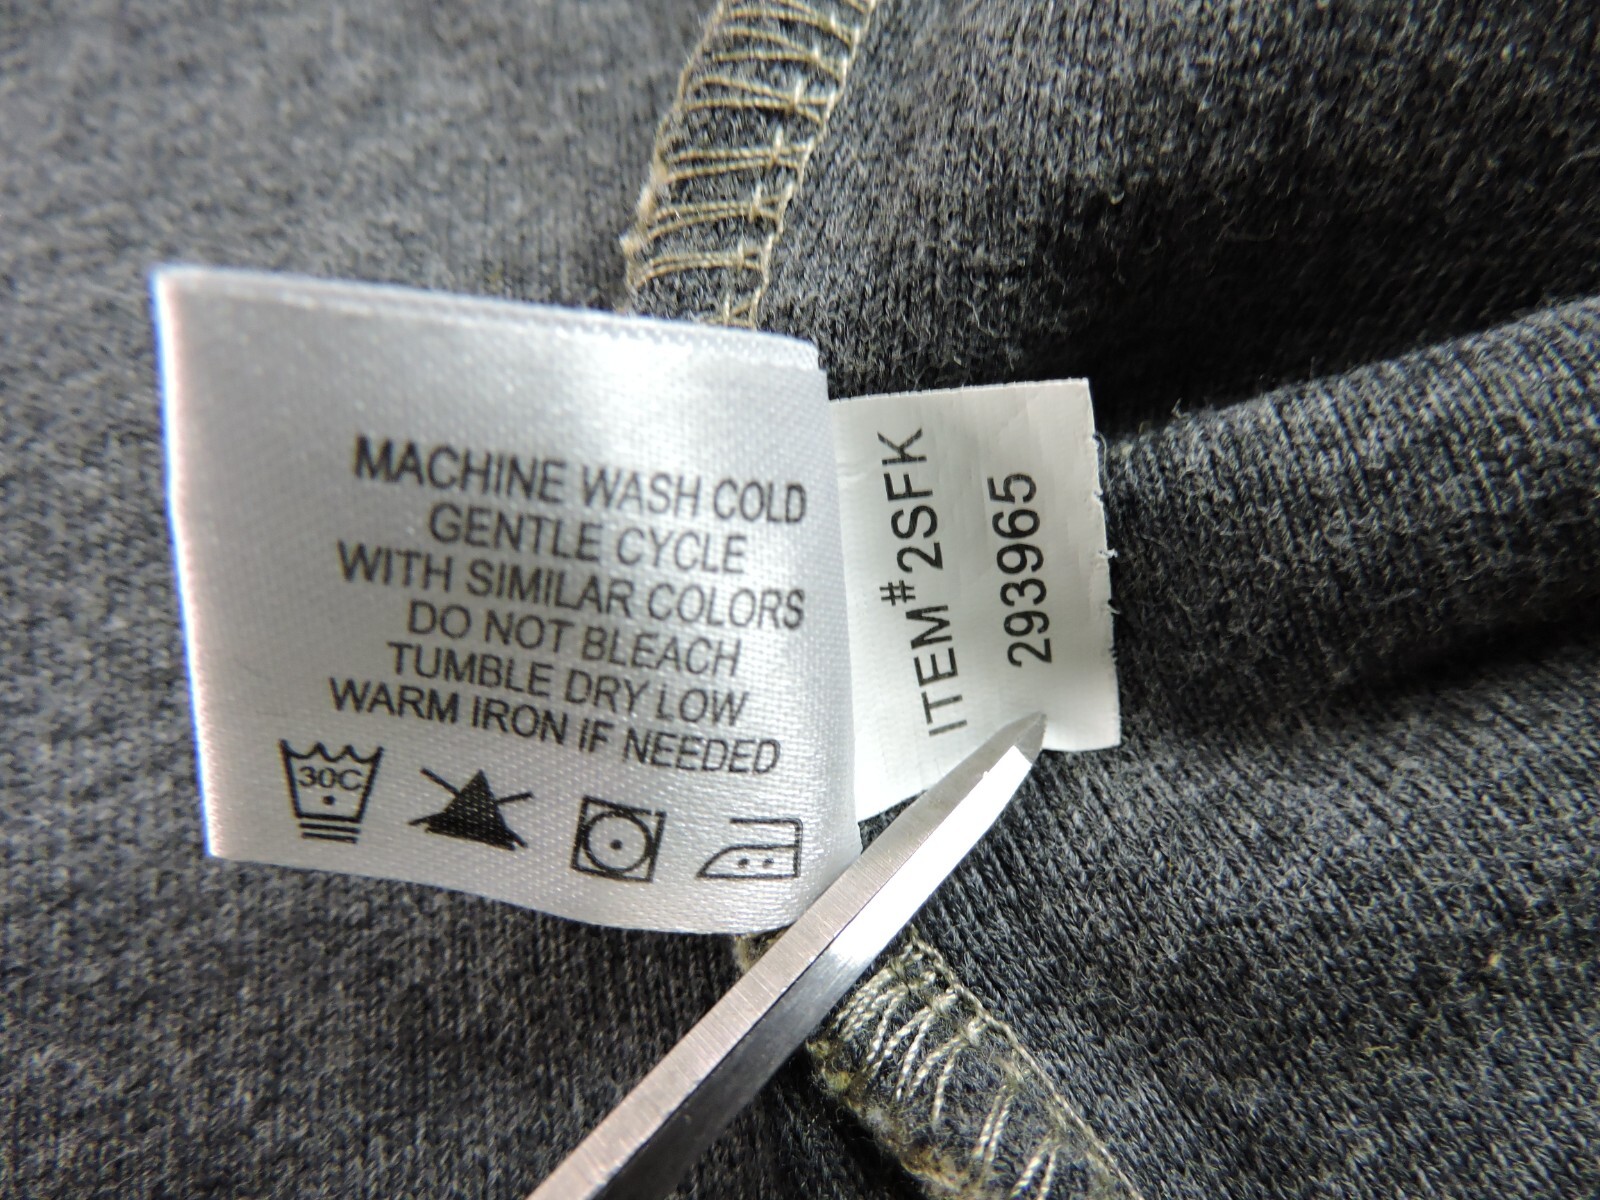 MACHINE WASH COLD
GENTLE CYCLE
WITH SIMILAR COLORS
DO NOT BLEACH
TUMBLE DRY LOW
WARM IRON IF NEEDED
30C
ITEM#2SFK
293965